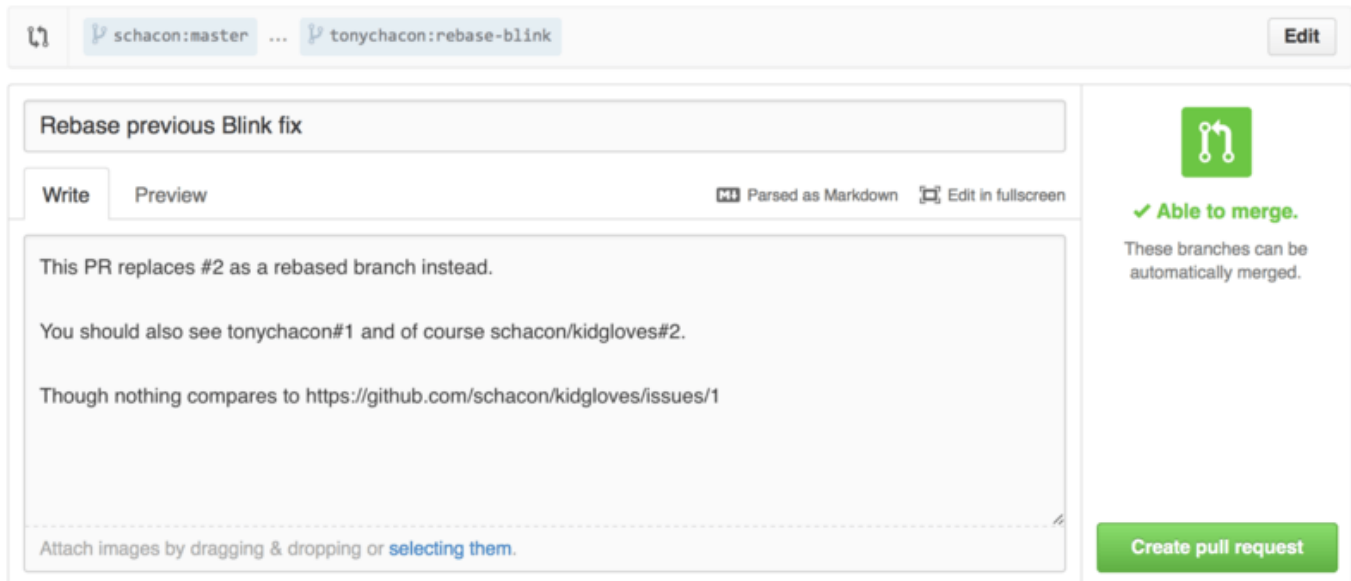 schacon:master ... tonychacon:rebase-blink
Edit
Rebase previous Blink fix
Write Preview
Parsed as Markdown Edit in fullscreen
This PR replaces #2 as a rebased branch instead.
You should also see tonychacon#1 and of course schacon/kidgloves#2.
Though nothing compares to https://github.com/schacon/kidgloves/issues/1
Attach images by dragging & dropping or selecting them.
Able to merge.
These branches can be
automatically merged.
Create pull request